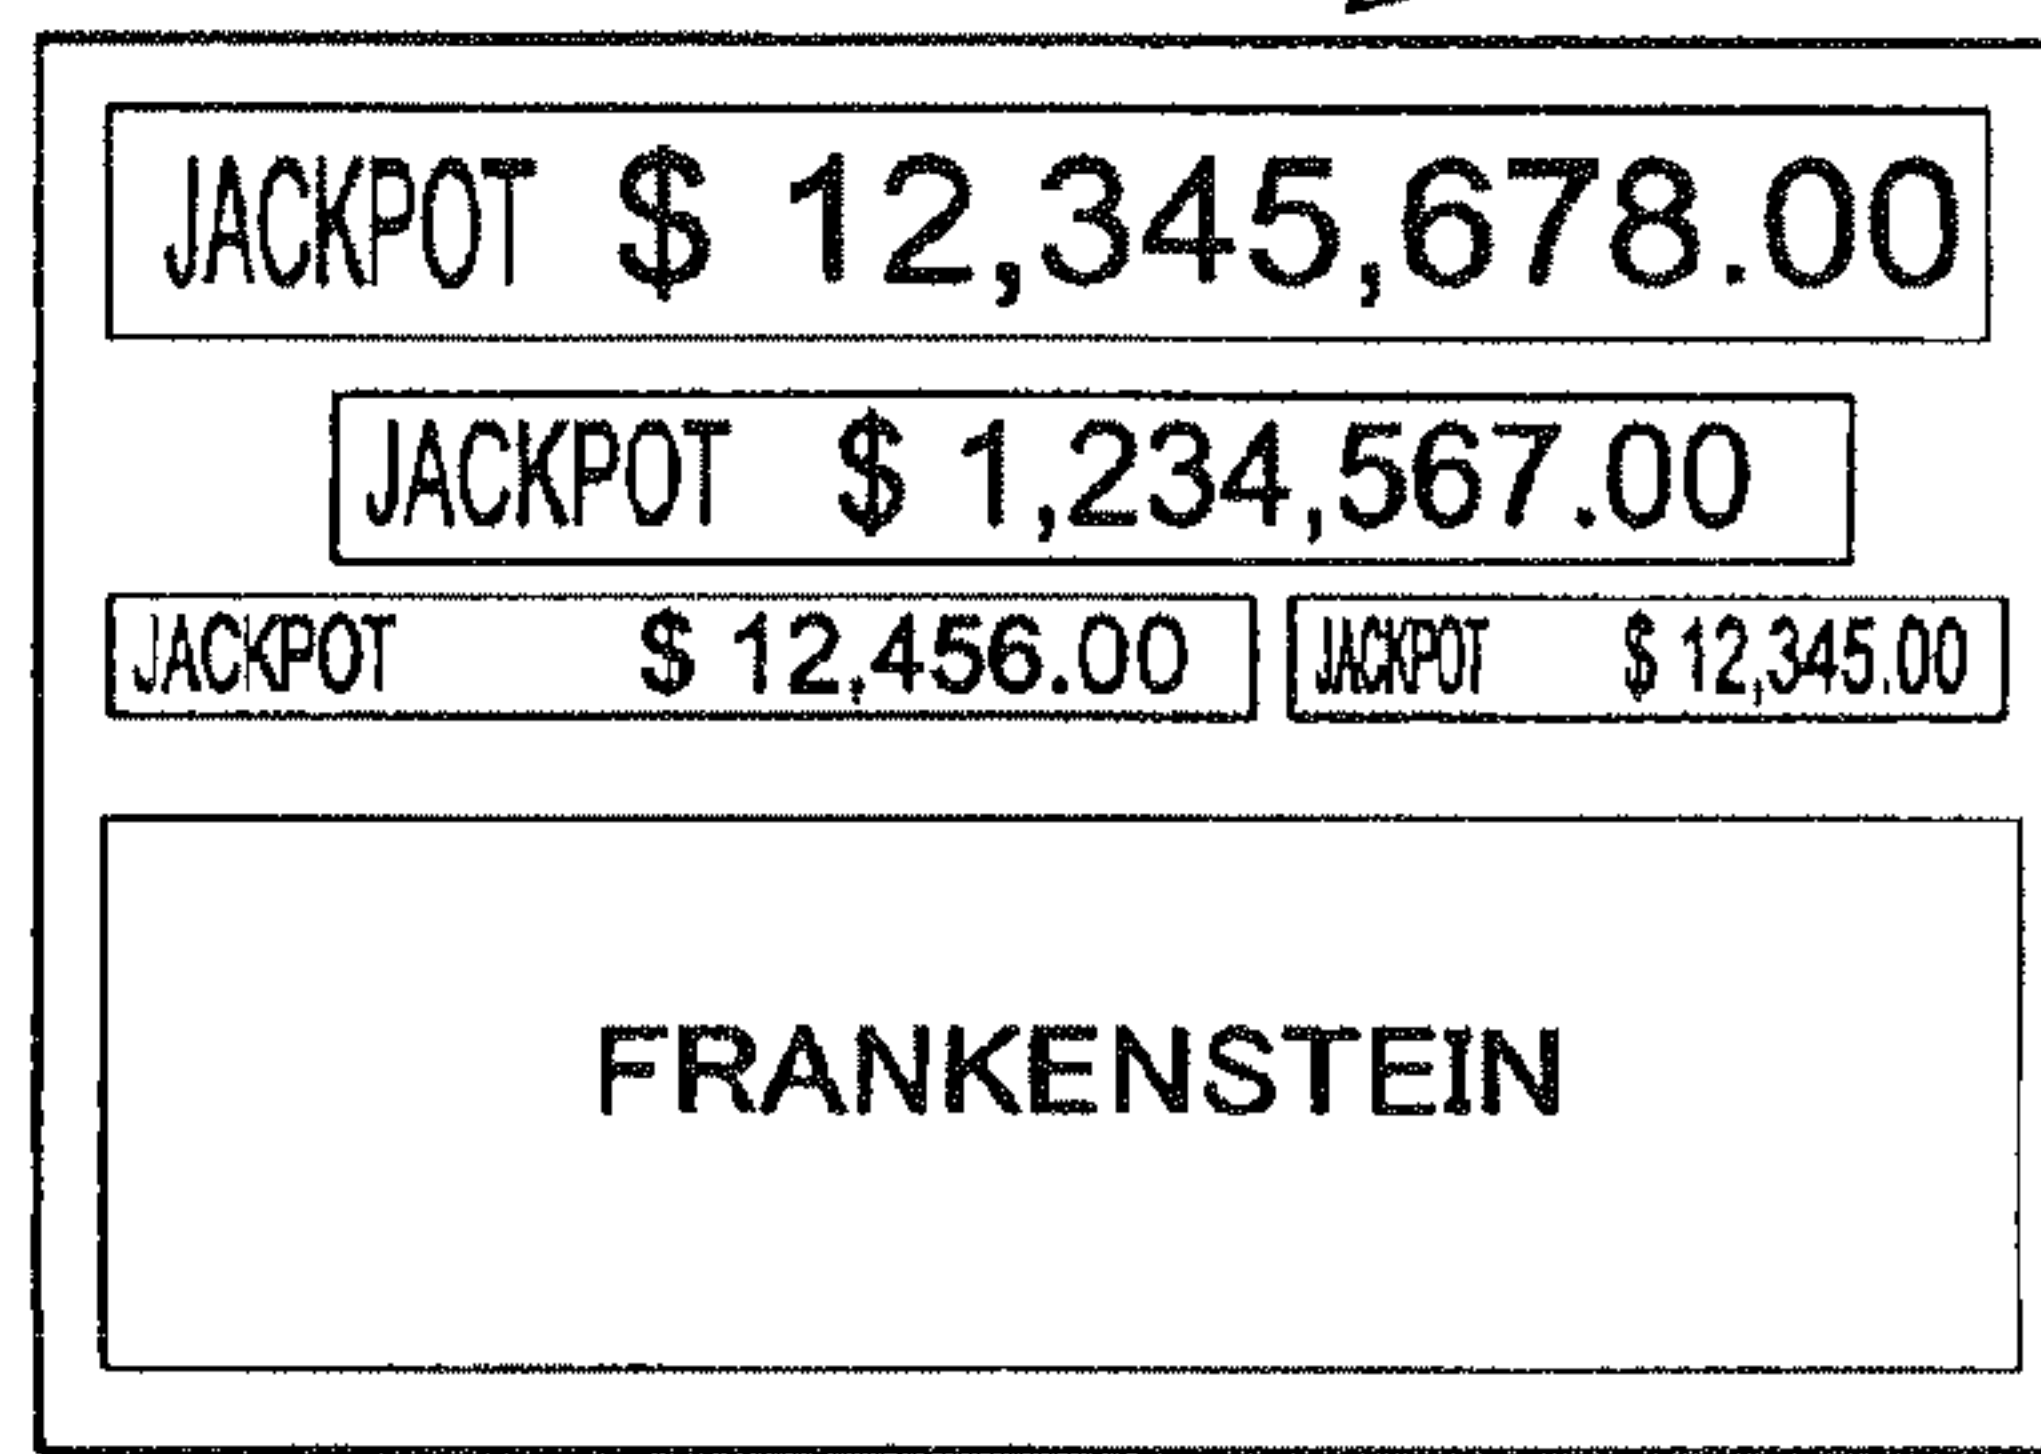 JACKPOT $ 12,345,678.00
JACKPOT $ 1,234,567.00
JACKPOT $ 12,456.00 JACKPOT $ 12,345.00
FRANKENSTEIN